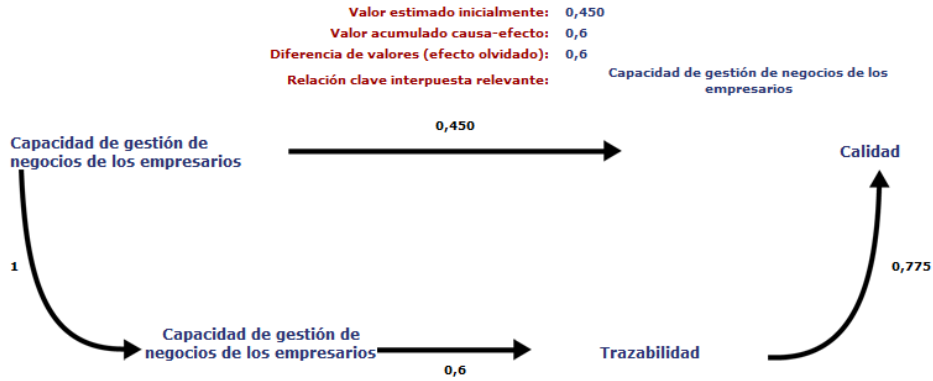 Valor estimado inicialmente: 0,450
Valor acumulado causa-efecto: 0,6
Diferencia de valores (efecto olvidado): 0,6
Relación clave interpuesta relevante:
Capacidad de gestión de negocios de los
empresarios
0,450
Capacidad de gestión de
negocios de los empresarios
Calidad
1
0,775
Capacidad de gestión de
negocios de los empresarios
Trazabilidad
0,6